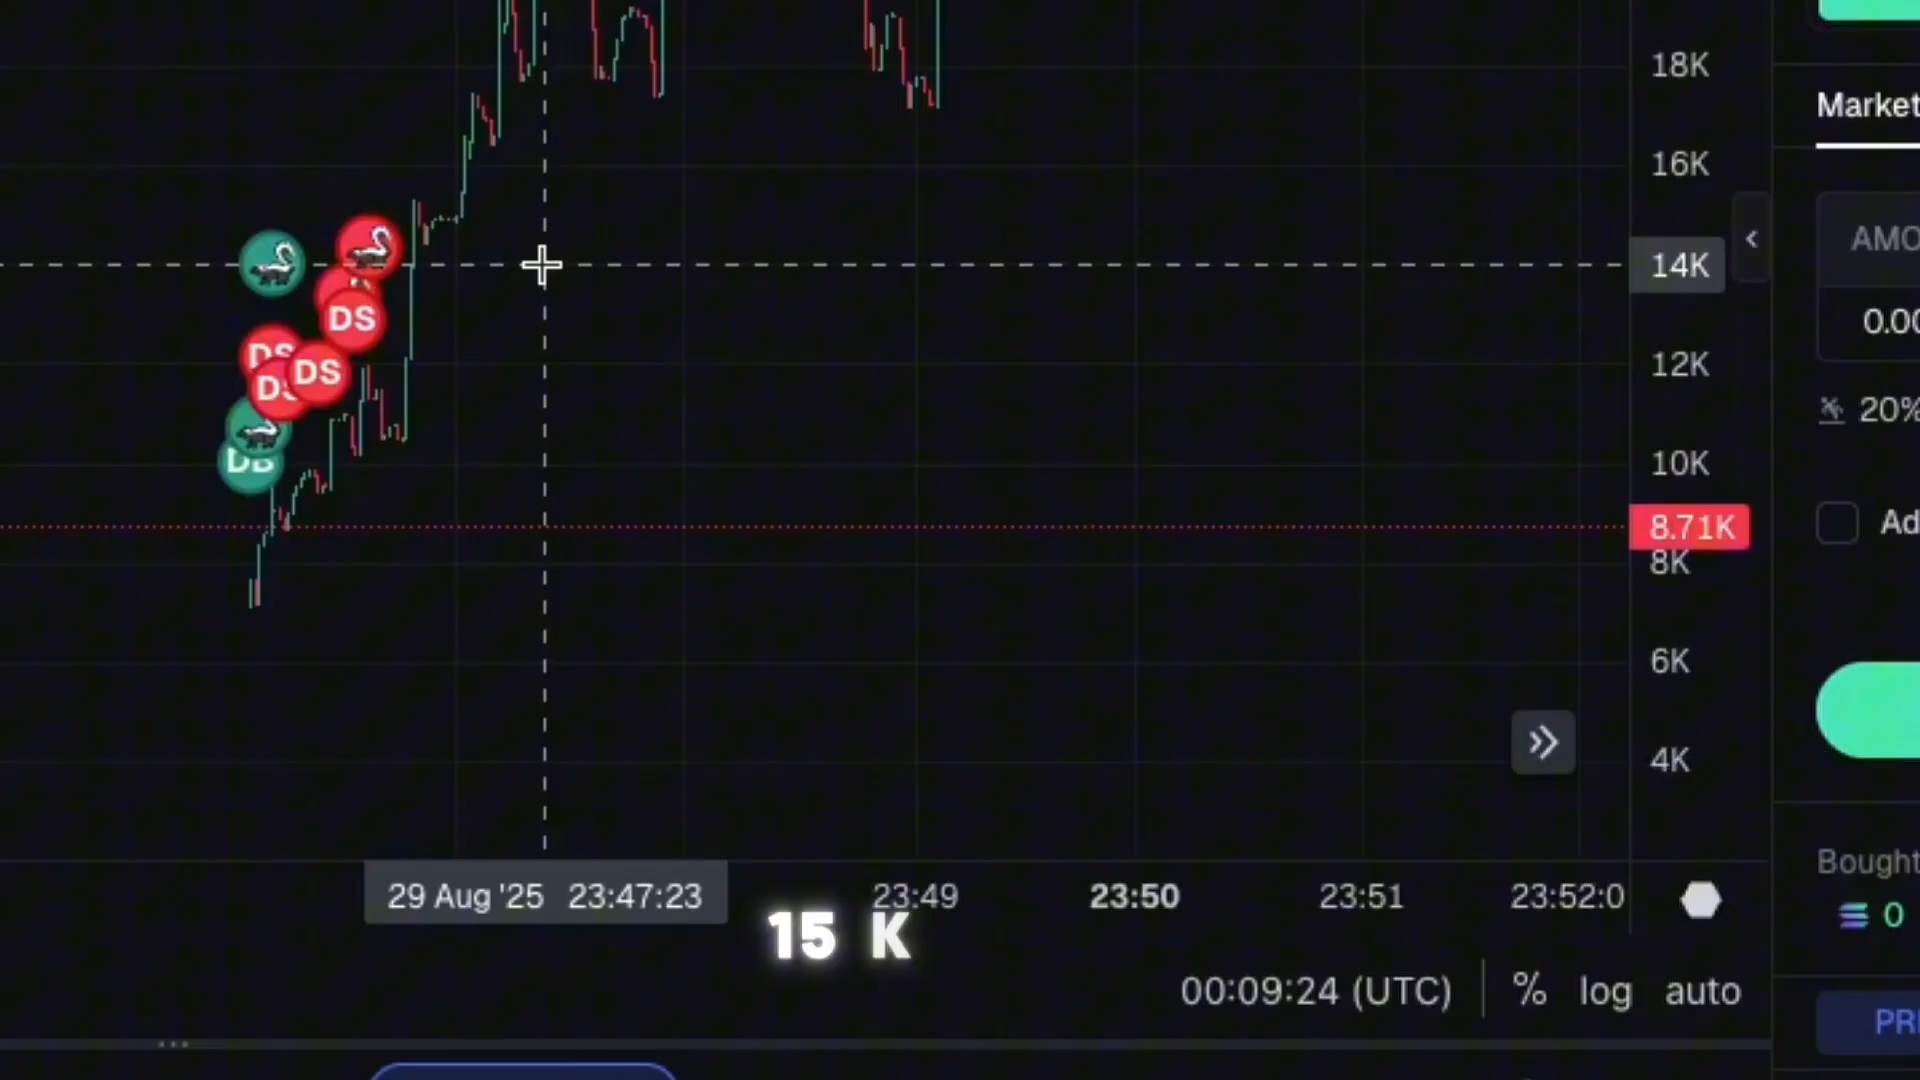 18K
Market
16K
AMO
14K
DS
0.00
DS
DS
DS
12K
20%
DB
10K
8.71K
Ad
8K
6K
4K
Bought
29 Aug '25 23:47:23
23:49
23:50
23:51
23:52:0
0
15 K
00:09:24 (UTC)
%
log
auto
PRE